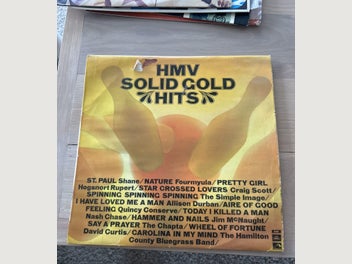 HMV
SOLID GOLD
HITS
ST. PAUL Shane/NATURE Fourmyula/PRETTY GIRL
Hogsnort Rupert/STAR CROSSED LOVERS Craig Scott/
SPINNING SPINNING SPINNING The Simple Image/
I HAVE LOVED ME A MAN Allison Durban/AIRE OF GOOD
FEELING Quincy Conserve/TODAY I KILLED A MAN
Nash Chase/HAMMER AND NAILS Jim McNaught/
SAY A PRAYER The Chapta/WHEEL OF FORTUNE
David Curtis/CAROLINA IN MY MIND The Hamilton
County Bluegrass Band/